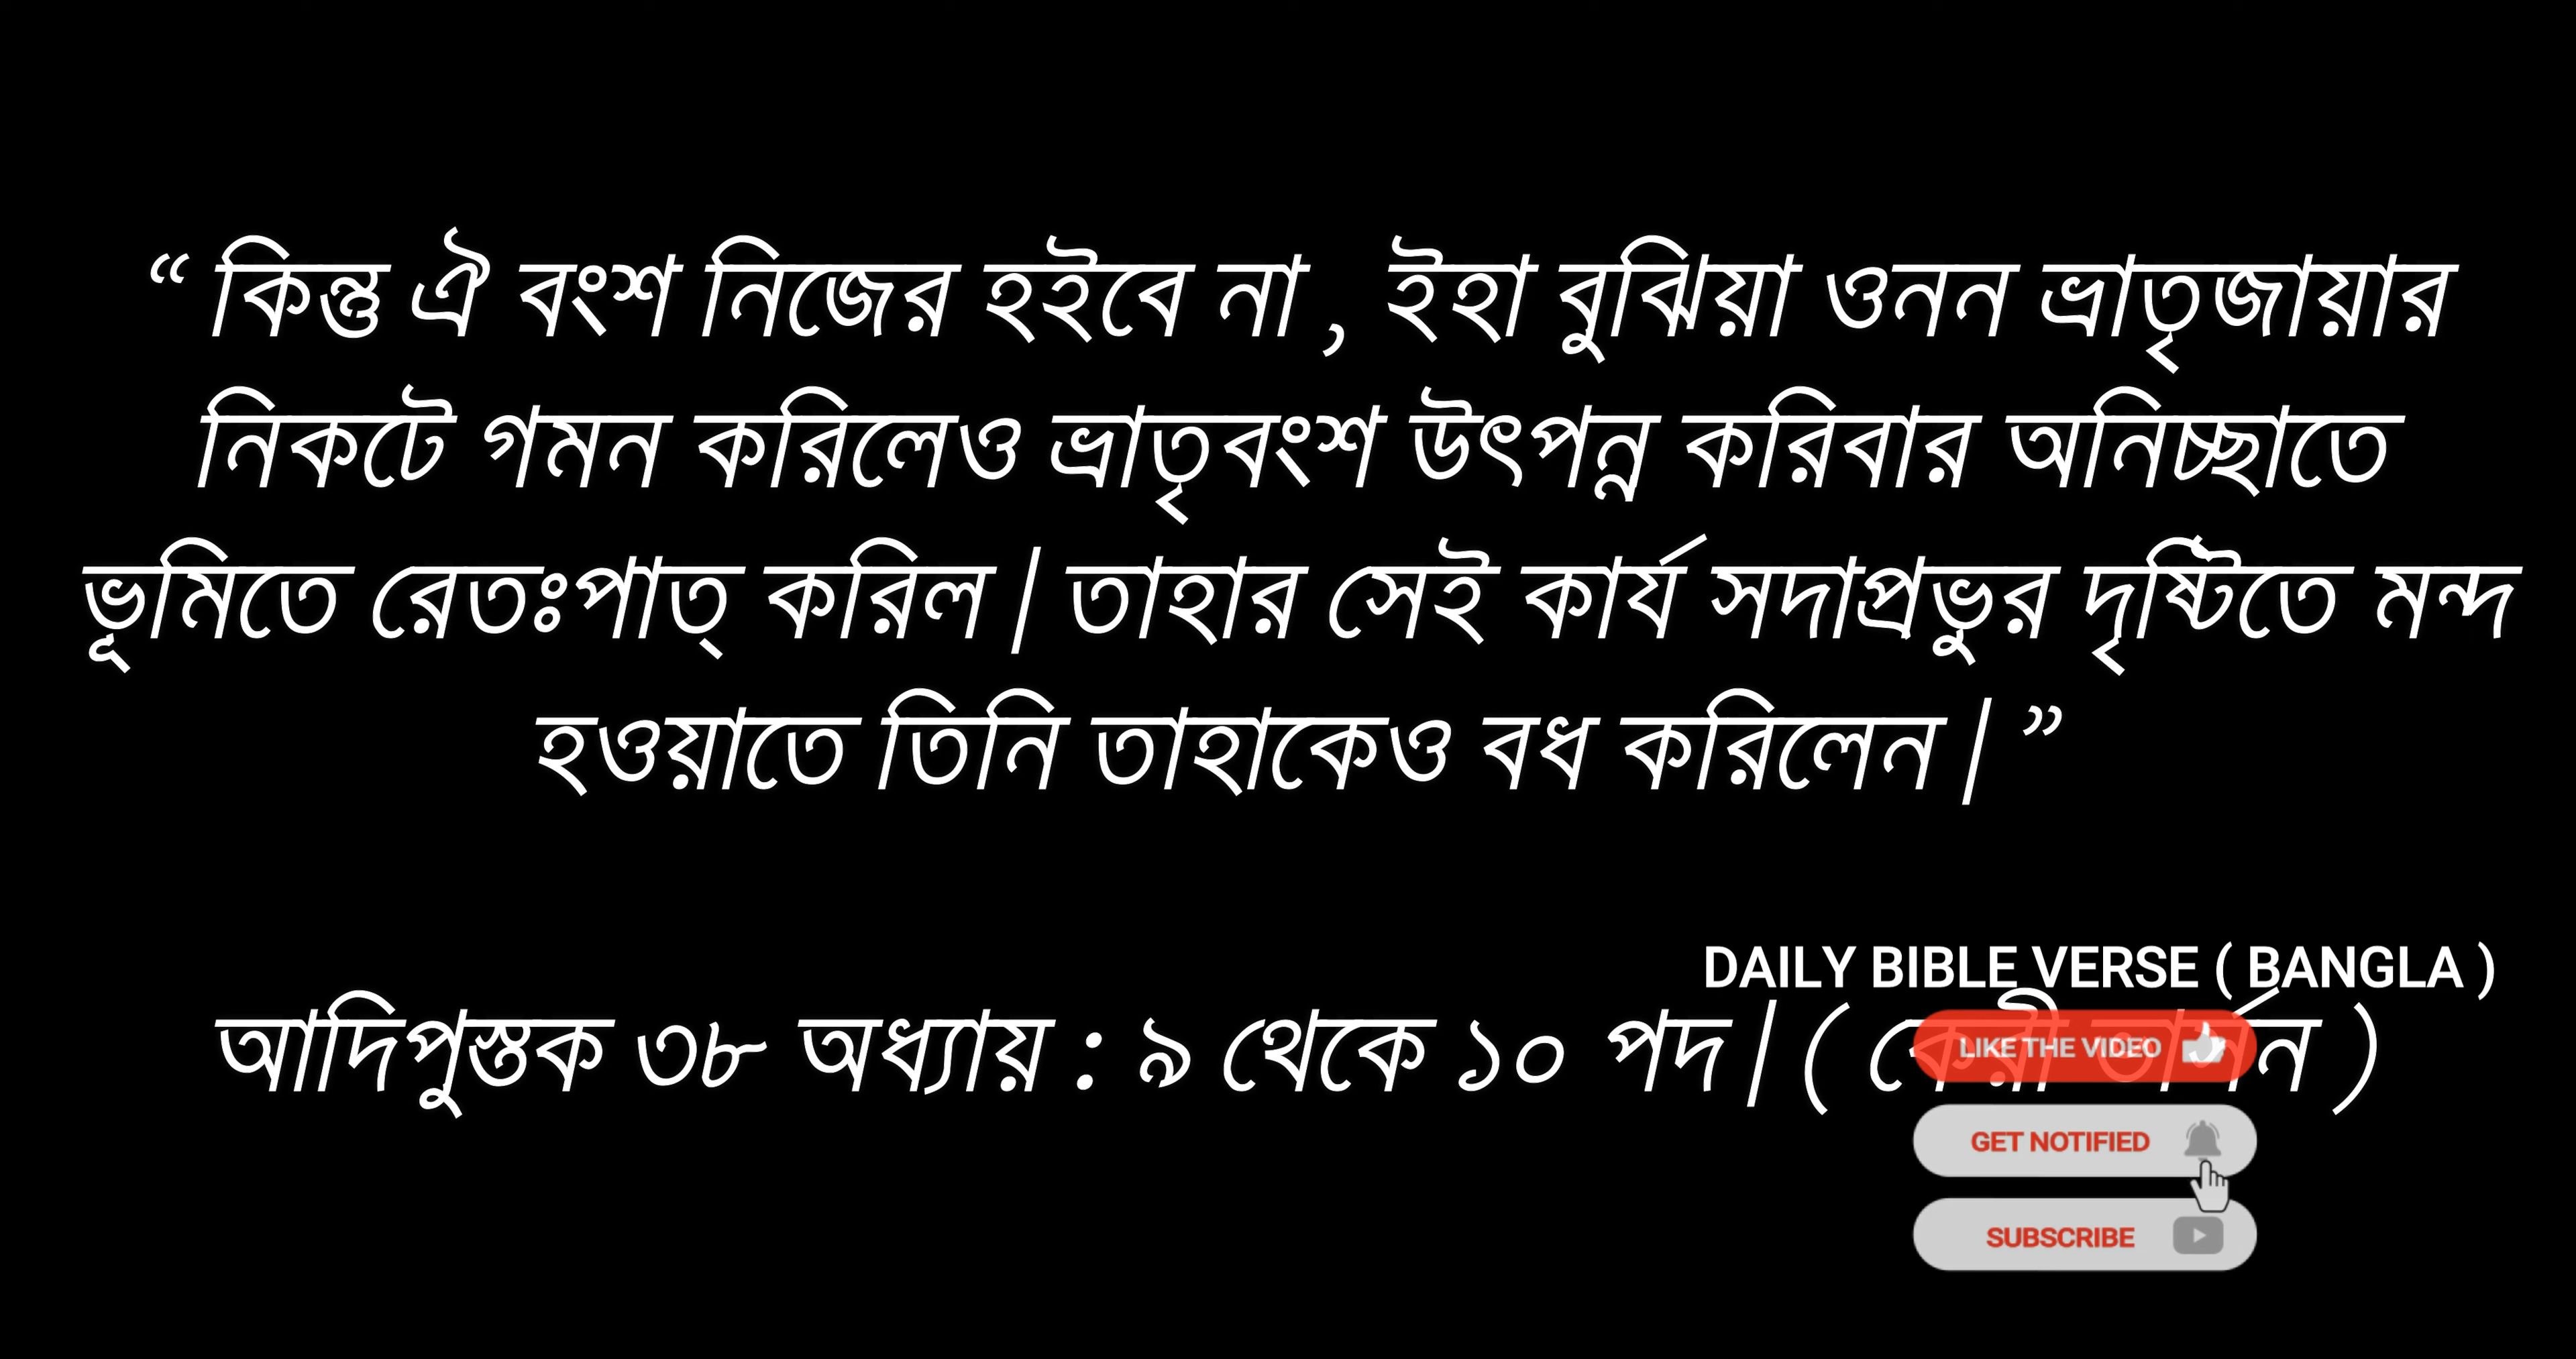 “ কিন্তু ঐ বংশ নিজের হইবে না , ইহা বুঝিয়া ওনন ভ্রাতৃজায়ার
নিকটে গমন করিলেও ভ্রাতৃবংশ উৎপন্ন করিবার অনিচ্ছাতে
ভূমিতে রেতঃপাত্ করিল | তাহার সেই কার্য সদাপ্রভুর দৃষ্টিতে মন্দ
হওয়াতে তিনি তাহাকেও বধ করিলেন | ”
DAILY BIBLE VERSE ( BANGLA )
আদিপুস্তক ৩৮ অধ্যায় : ৯ থেকে ১০ পদ | ( কেরী ভার্সন )
LIKE THE VIDEO
GET NOTIFIED
SUBSCRIBE